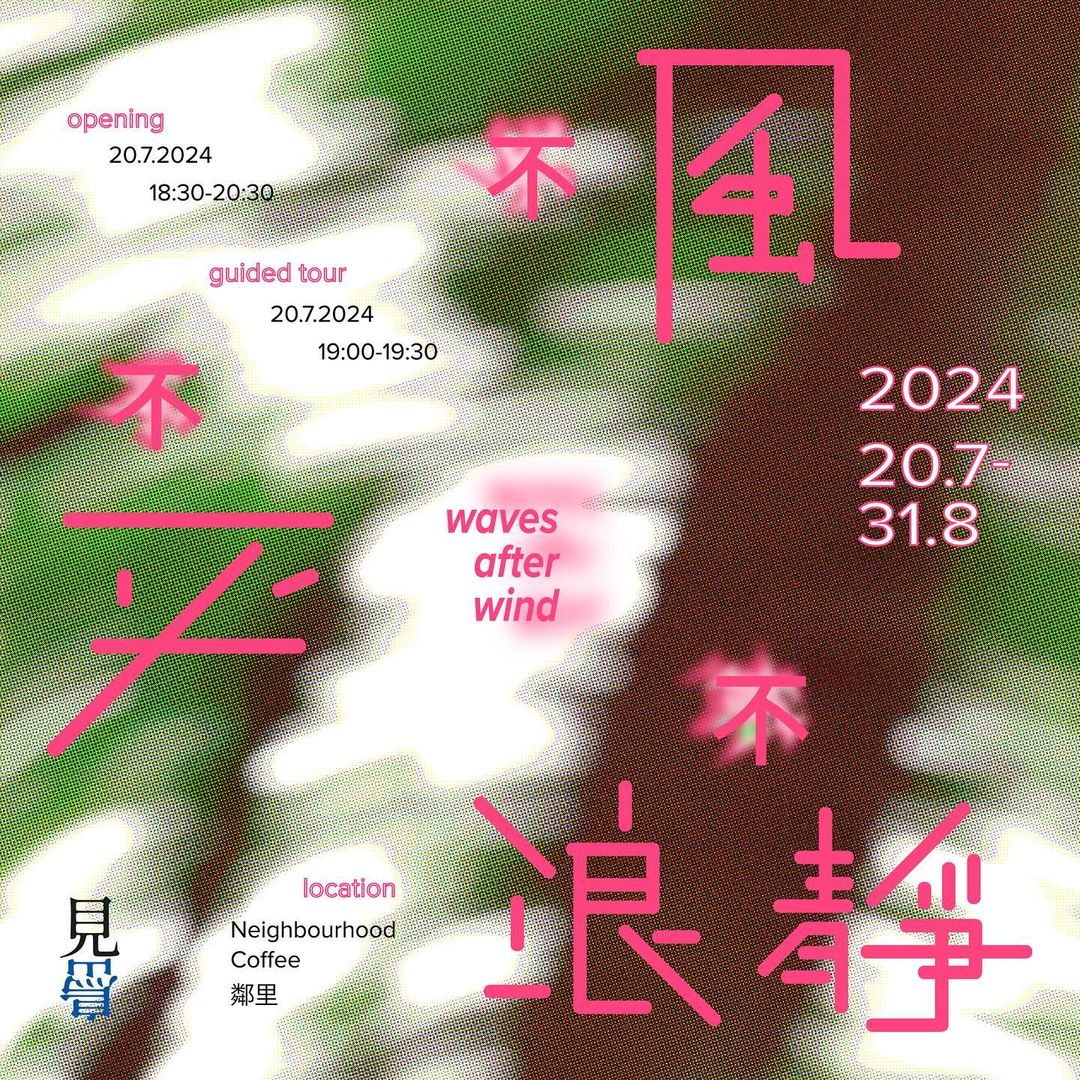 opening
20.7.2024
18:30-20:30
guided tour
20.7.2024
19:00-19:30
不風
不平
2024
20.7-
31.8
waves
after
wind
不
浪靜
location
Neighbourhood
Coffee
鄰里
見